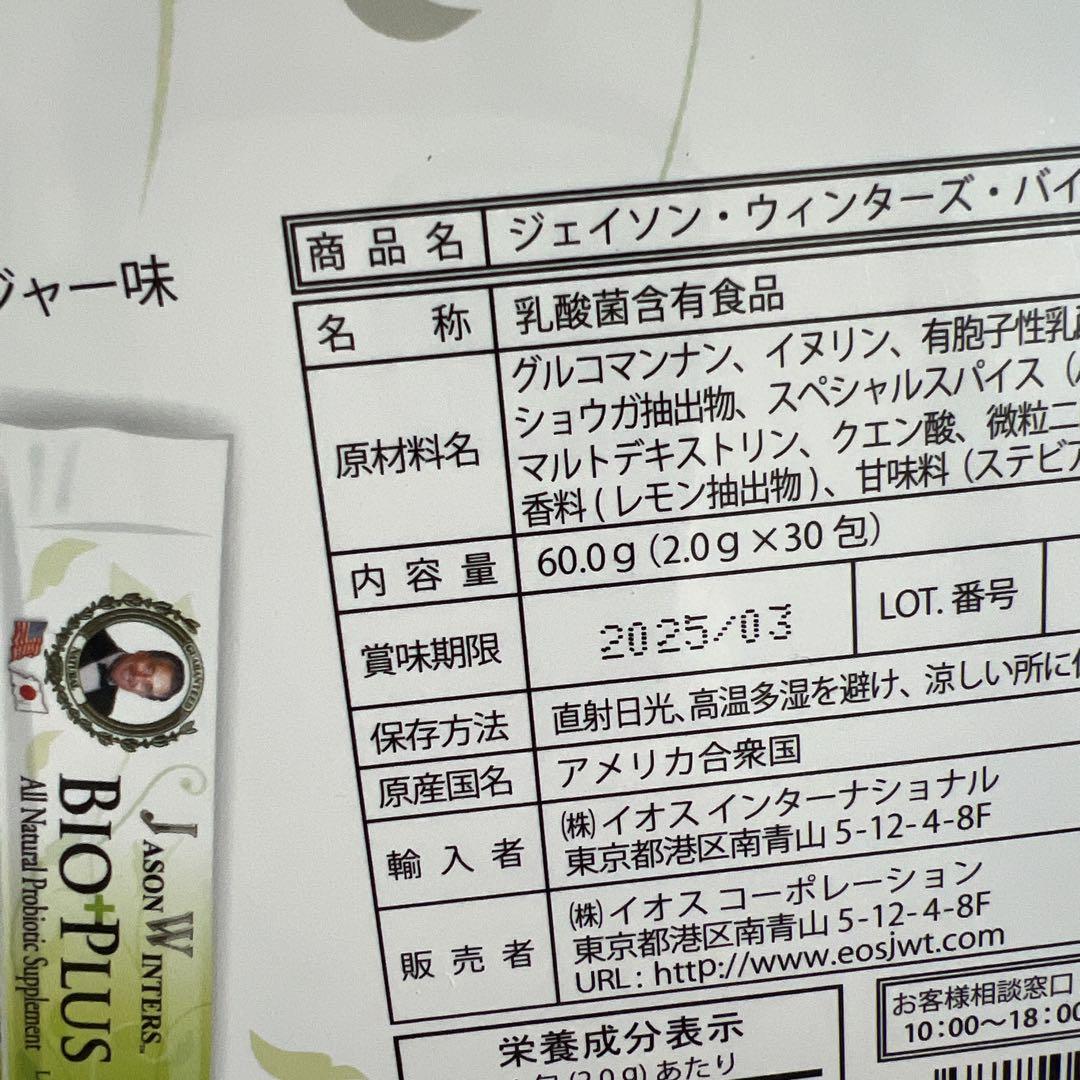 ジャー味
商品名 ジェイソン・ウィンターズ・バイ
名称 乳酸菌含有食品
原材料名 グルコマンナン、イヌリン、有胞子性乳酸
ショウガ抽出物、スペシャルスパイス（
マルトデキストリン、クエン酸、微粒二
香料(レモン抽出物)、甘味料（ステビア
内容量 60.0g（2.0g×30包）
賞味期限 2025/03 LOT.番号
保存方法 直射日光、高温多湿を避け、涼しい所に
原産国名 アメリカ合衆国
輸入者 ㈱イオス インターナショナル
東京都港区南青山 5-12-4-8F
販売者 ㈱イオス コーポレーション
東京都港区南青山 5-12-4-8F
URL : http://www.eosjwt.com
栄養成分表示
(2.0g)あたり
お客様相談窓口
10:00～18:00
GUARANTEED
NATURAL
JASON WINTERS™
BIO+PLUS
All Natural Probiotic Supplement